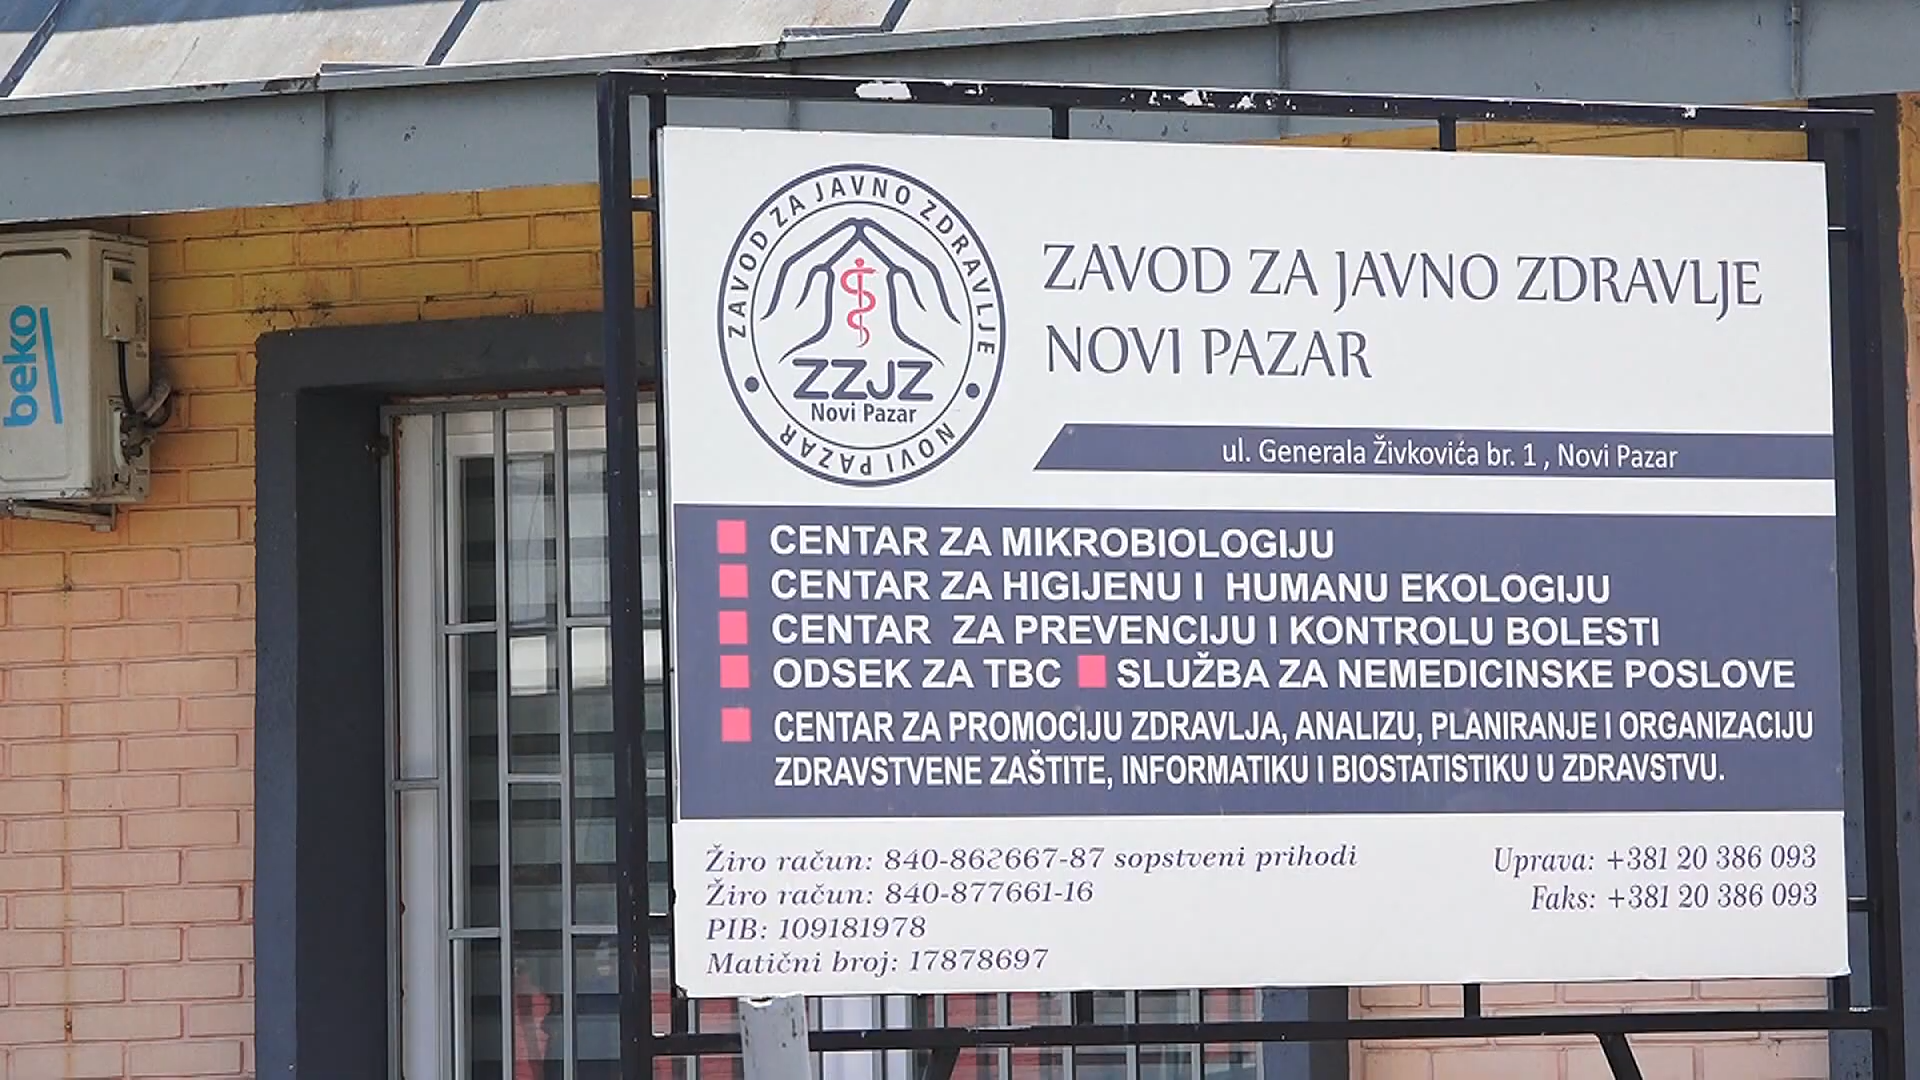 beko
ZAVOD ZA JAVNO ZDRAVLJE
ZZJZ
Novi Pazar
NOVI PAZAR
ZAVOD ZA JAVNO ZDRAVLJE
NOVI PAZAR
ul. Generala Živkovića br. 1 , Novi Pazar
CENTAR ZA MIKROBIOLOGIJU
CENTAR ZA HIGIJENU I HUMANU EKOLOGIJU
CENTAR ZA PREVENCIJU I KONTROLU BOLESTI
ODSEK ZA TBC SLUŽBA ZA NEMEDICINSKE POSLOVE
CENTAR ZA PROMOCIJU ZDRAVLJA, ANALIZU, PLANIRANJE I ORGANIZACIJU
ZDRAVSTVENE ZAŠTITE, INFORMATIKU I BIOSTATISTIKU U ZDRAVSTVU.
Žiro račun: 840-862667-87 sopstveni prihodi
Žiro račun: 840-877661-16
PIB: 109181978
Matični broj: 17878697
Uprava: +381 20 386 093
Faks: +381 20 386 093